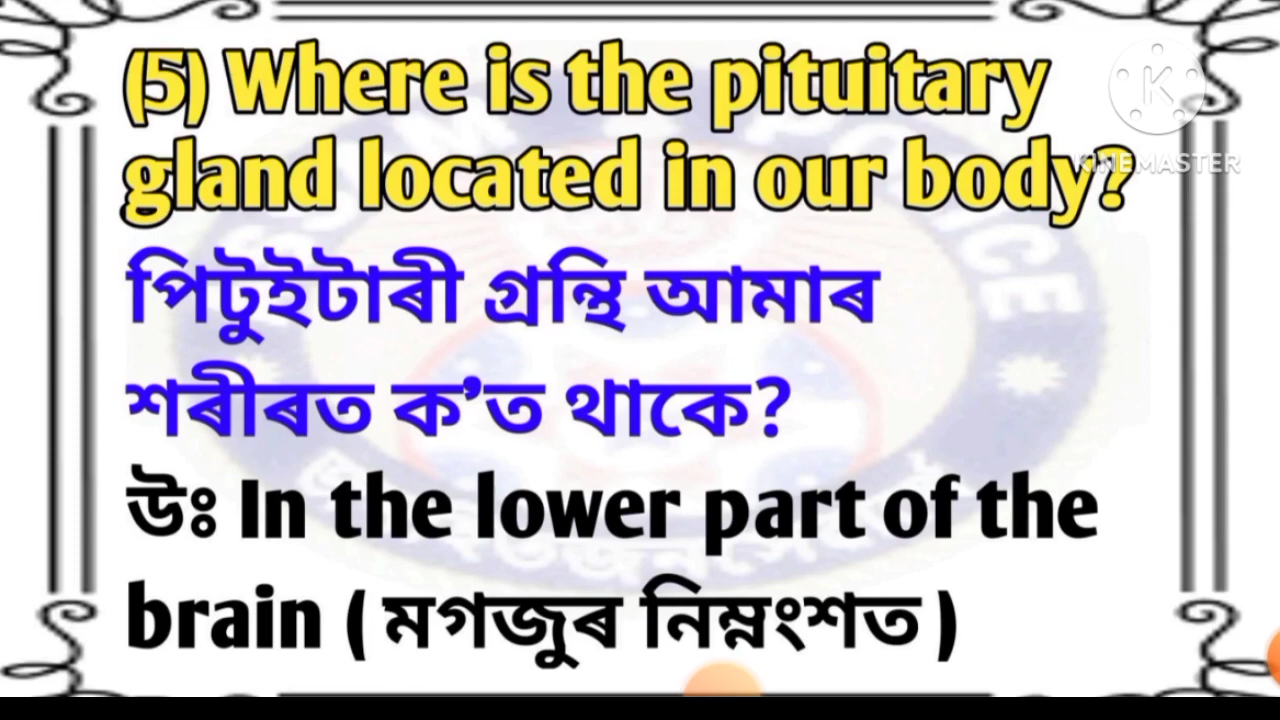 (5) Where is the pituitary
gland located in our body?
পিটুইটাৰী গ্ৰন্থি আমাৰ
শৰীৰত ক'ত থাকে?
উঃ In the lower part of the
brain (মগজুৰ নিম্নংশত)
K
KINEMASTER